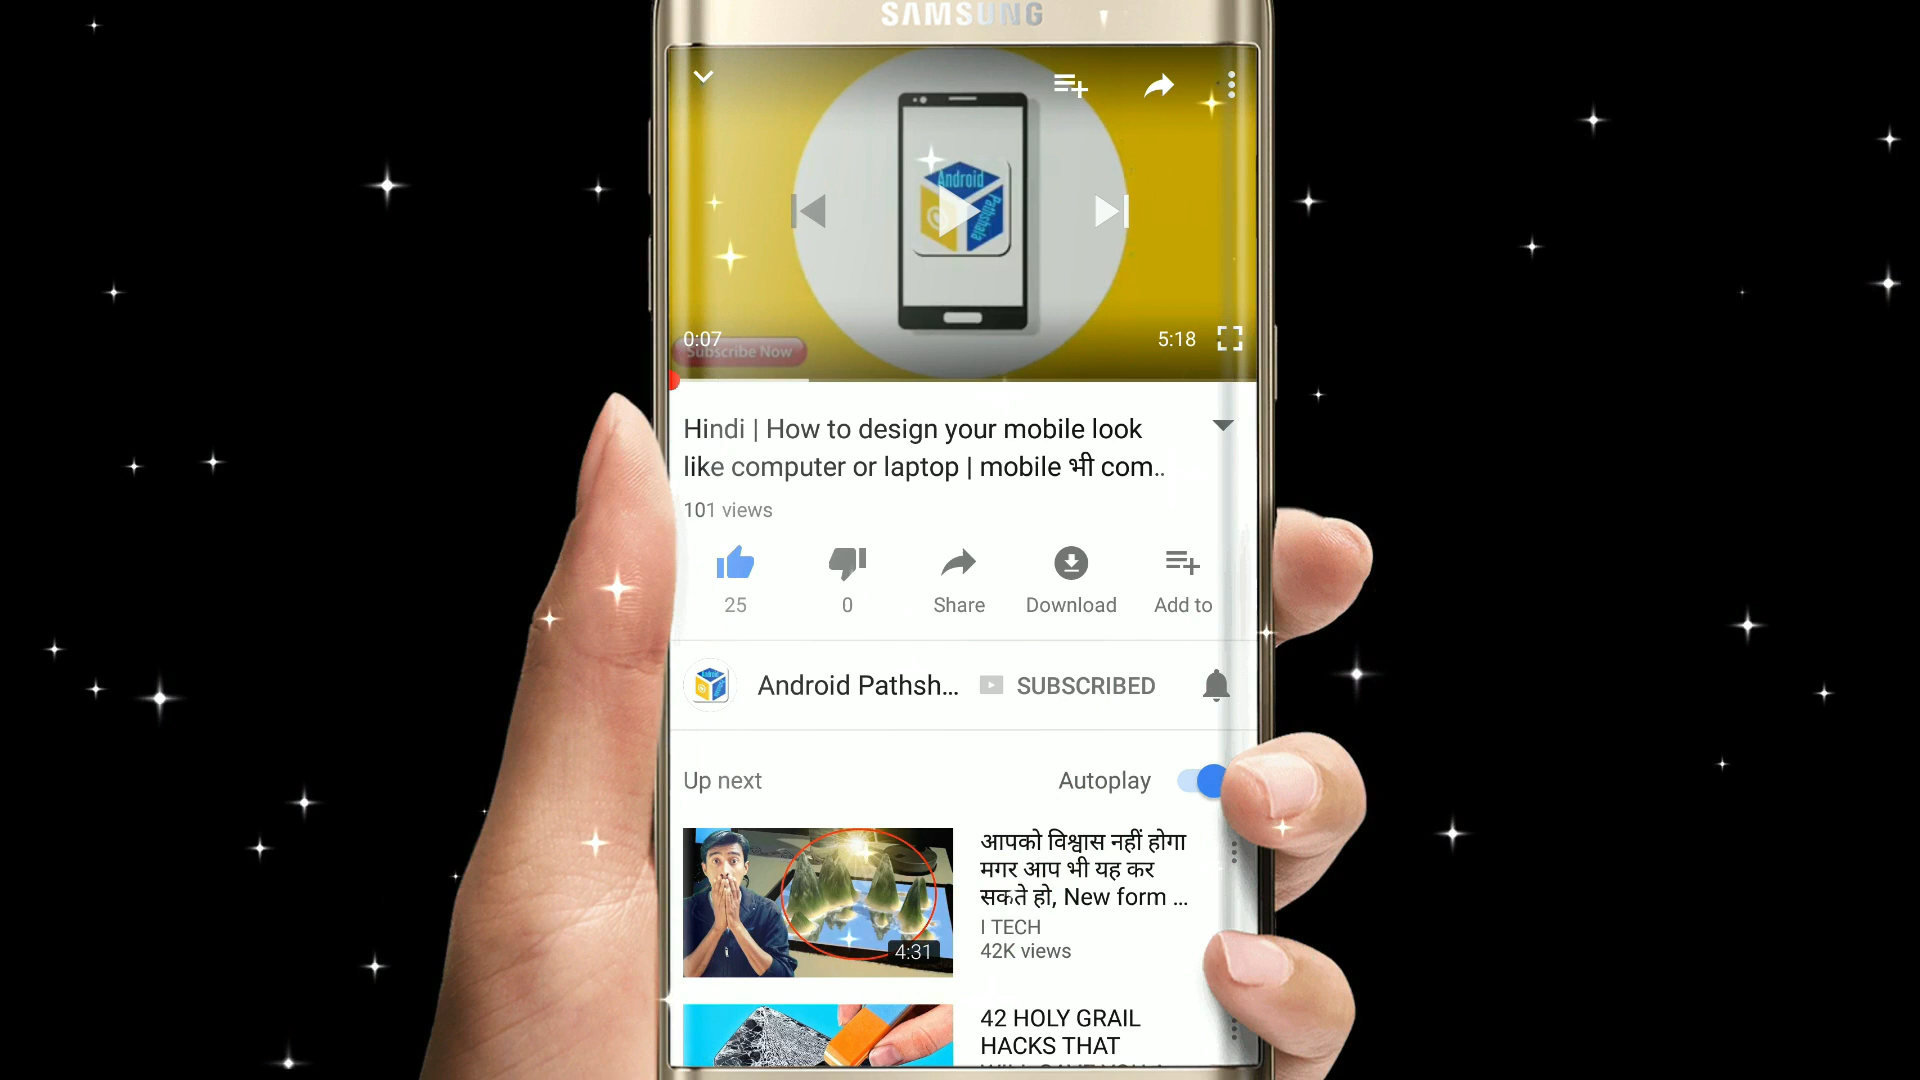 SAMSUNG
Android
Pathshala
0:07
5:18
Subscribe Now
Hindi | How to design your mobile look
like computer or laptop | mobile भी com..
101 views
25
0
Share
Download
Add to
Android Pathsh...
SUBSCRIBED
Up next
Autoplay
आपको विश्वास नहीं होगा
मगर आप भी यह कर
सकते हो, New form ...
I TECH
42K views
4:31
42 HOLY GRAIL
HACKS THAT